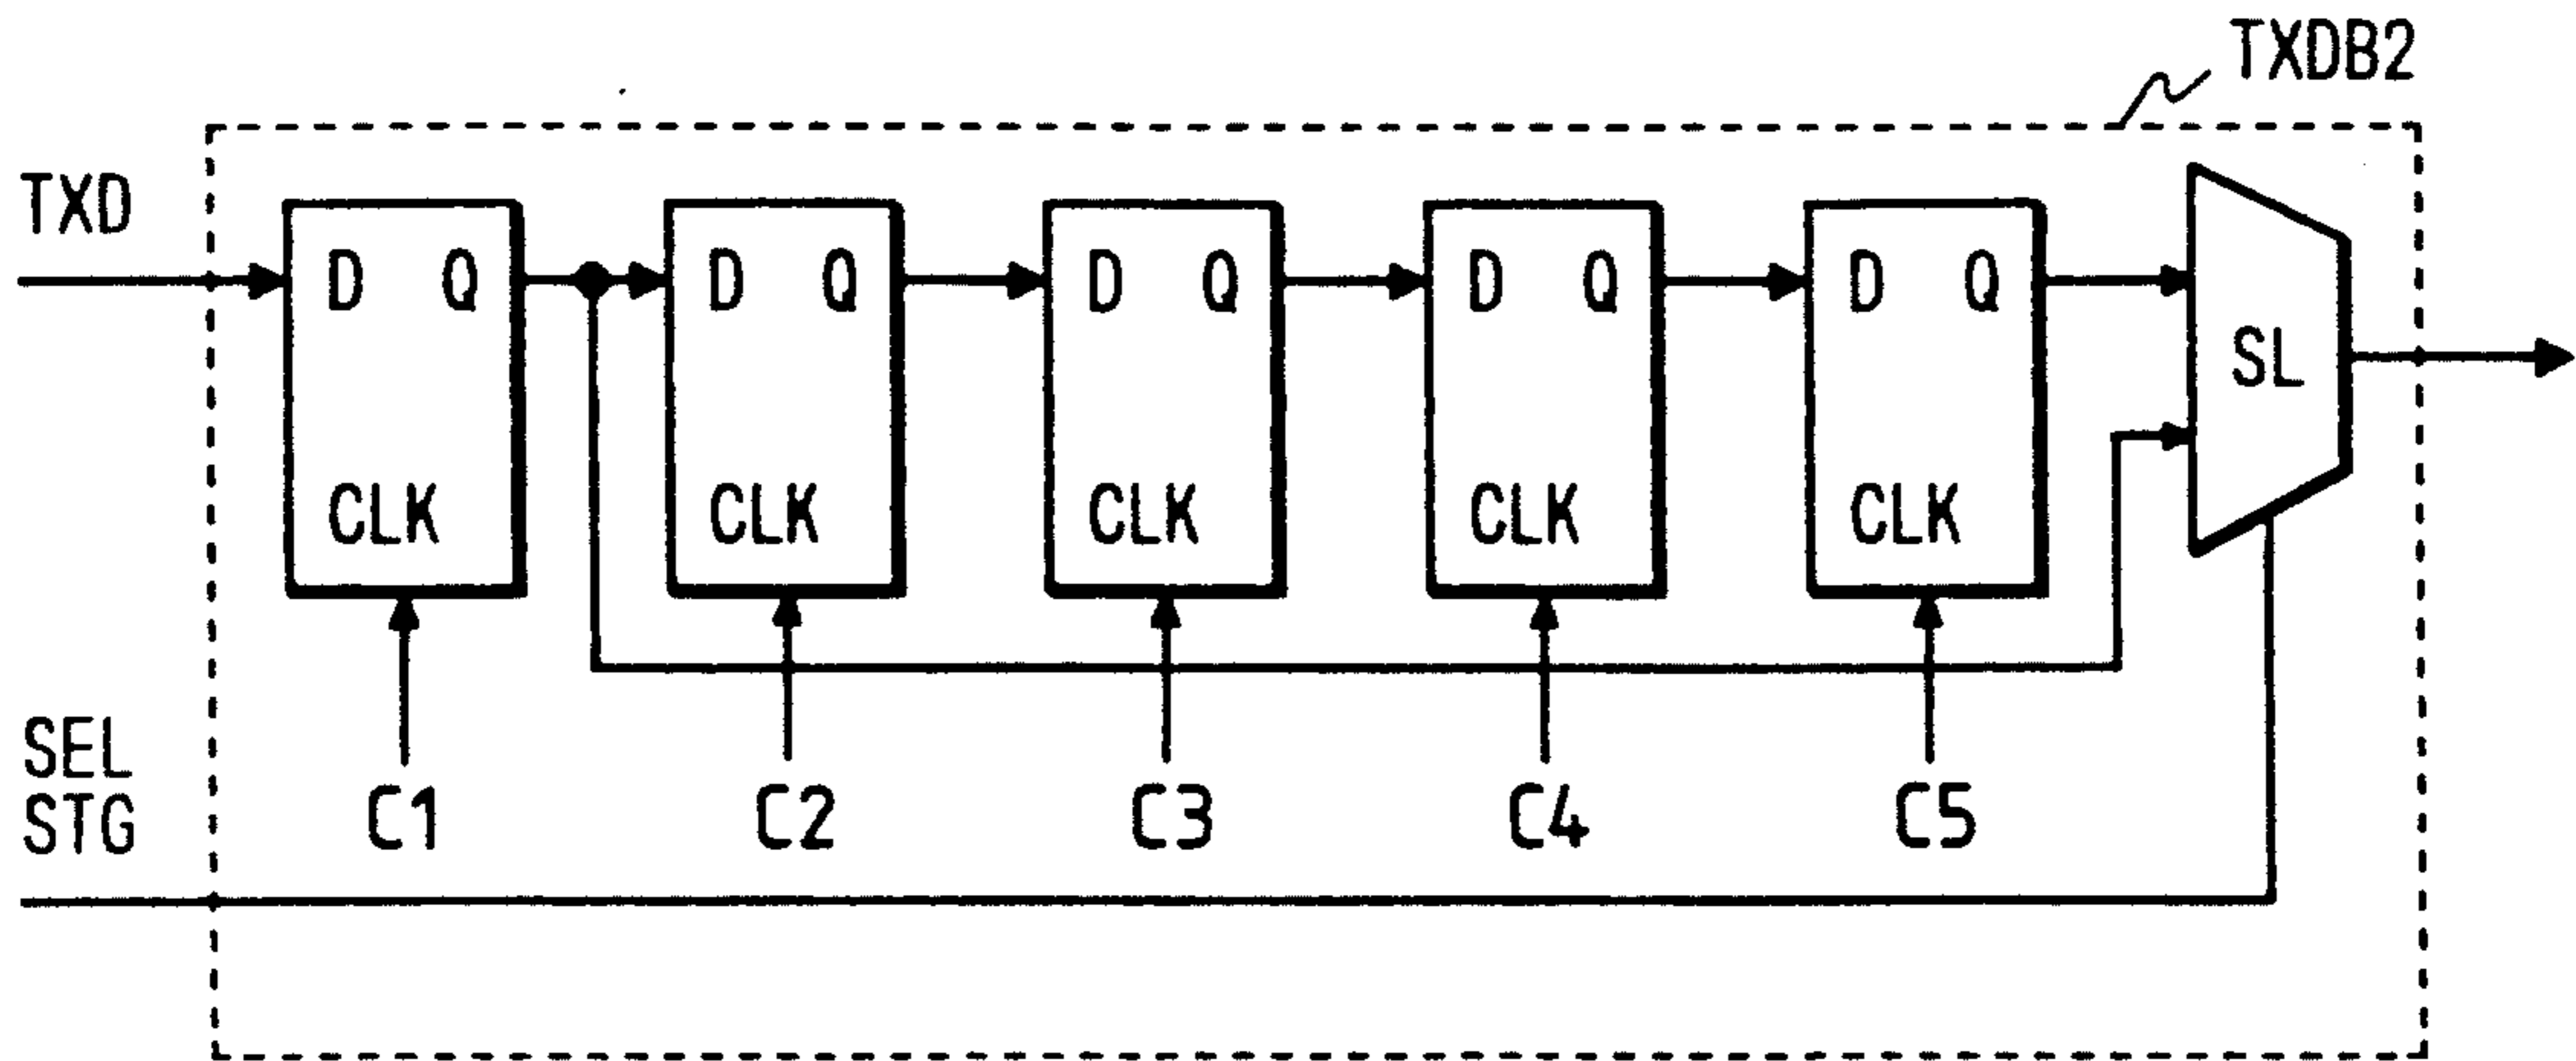 TXDB2
TXD
D Q D Q D Q D Q D Q
SL
CLK CLK CLK CLK CLK
SEL
STG
C1 C2 C3 C4 C5